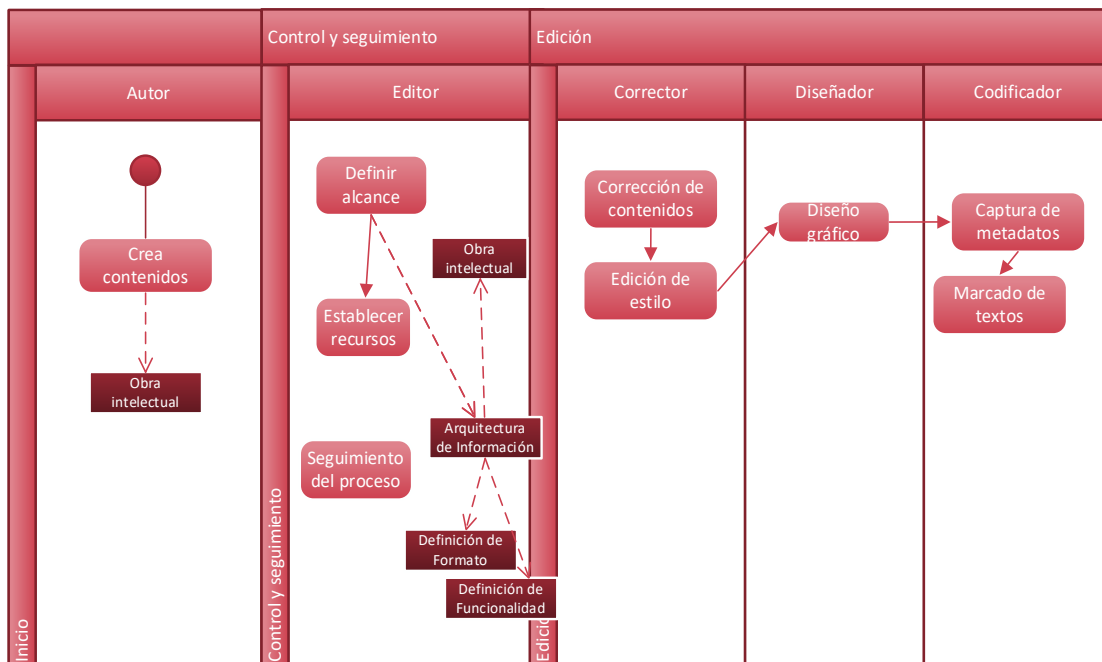 Control y seguimiento
Edición
Autor
Editor
Corrector
Diseñador
Codificador
Inicio
Control y seguimiento
Edició
Crea
contenidos
Obra
intelectual
Definir
alcance
Establecer
recursos
Obra
intelectual
Arquitectura
de Información
Seguimiento
del proceso
Definición de
Formato
Definición de
Funcionalidad
Corrección de
contenidos
Edición de
estilo
Diseño
gráfico
Captura de
metadatos
Marcado de
textos